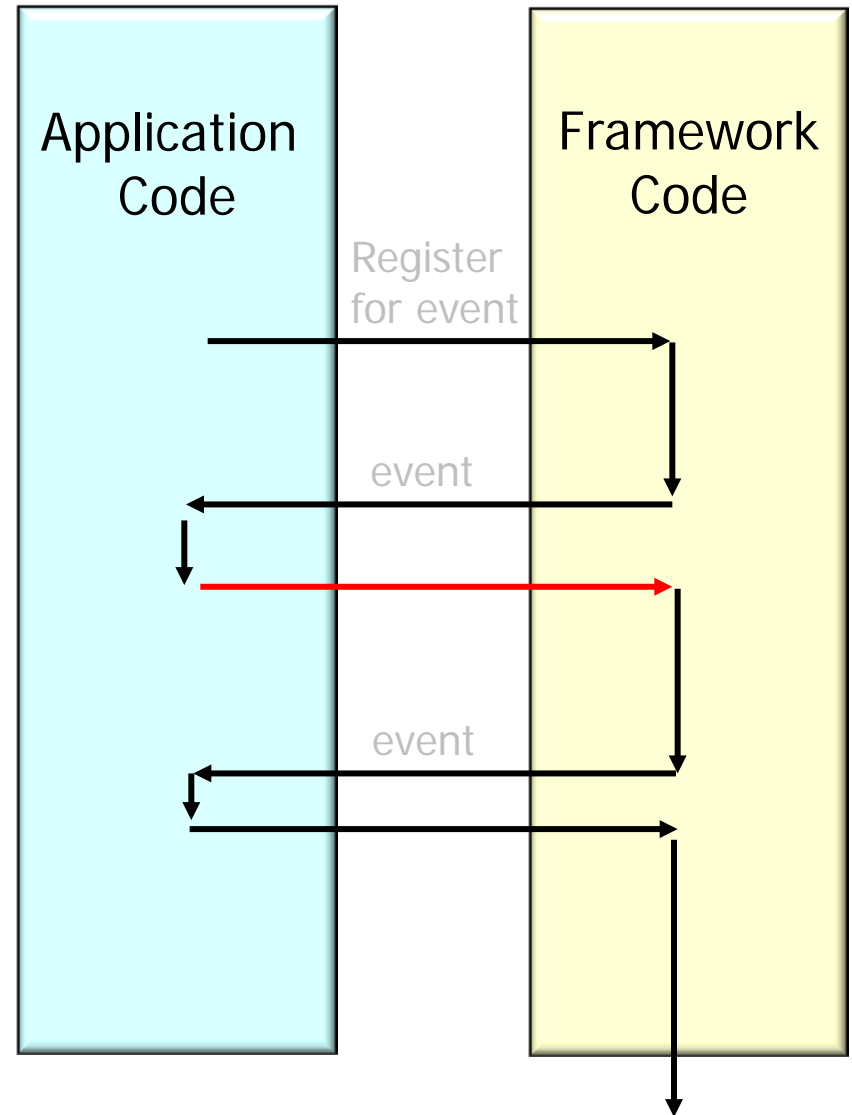 Application
Code
Framework
Code
Register
for event
event
event